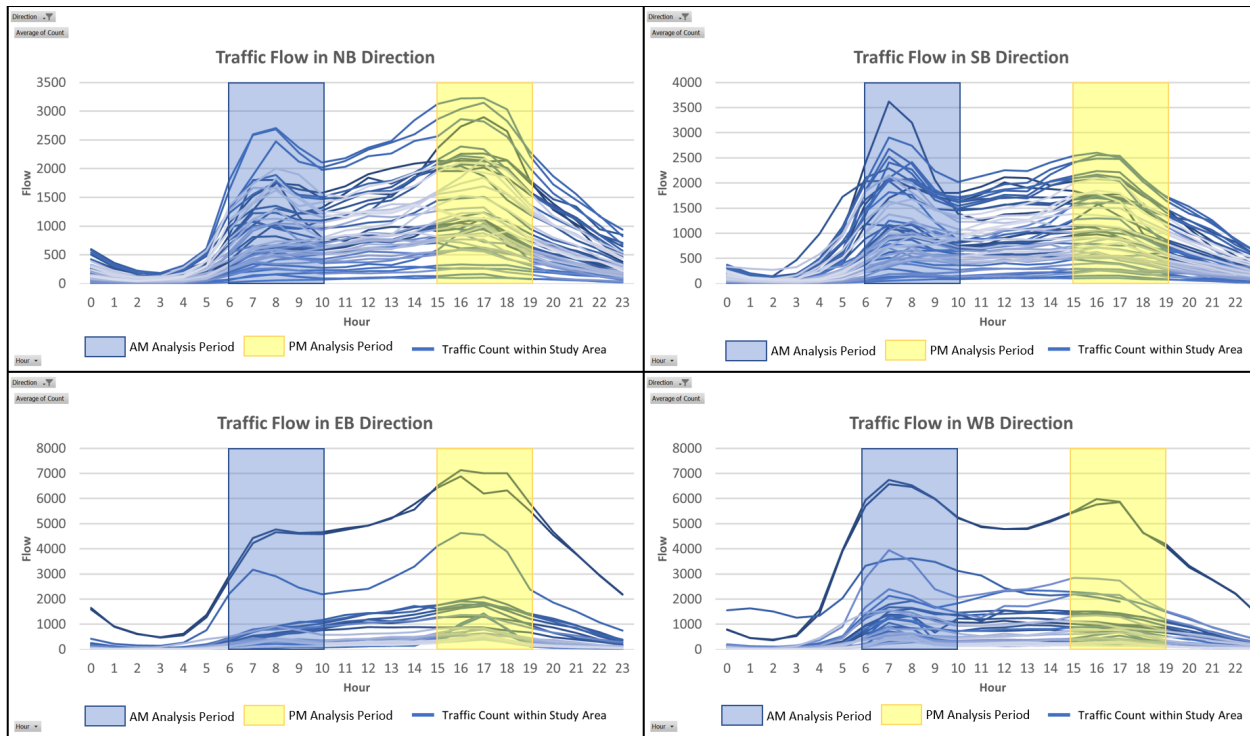 Direction
Average of Count
Traffic Flow in NB Direction
3500
3000
2500
2000
1500
1000
500
0
Flow
0 1 2 3 4 5 6 7 8 9 10 11 12 13 14 15 16 17 18 19 20 21 22 23
Hour
AM Analysis Period PM Analysis Period Traffic Count within Study Area
Hour
Direction
Average of Count
Traffic Flow in SB Direction
4000
3500
3000
2500
2000
1500
1000
500
0
Flow
0 1 2 3 4 5 6 7 8 9 10 11 12 13 14 15 16 17 18 19 20 21 22
Hour
AM Analysis Period PM Analysis Period Traffic Count within Study Area
Hour
Direction
Average of Count
Traffic Flow in EB Direction
8000
7000
6000
5000
4000
3000
2000
1000
0
Flow
0 1 2 3 4 5 6 7 8 9 10 11 12 13 14 15 16 17 18 19 20 21 22 23
Hour
AM Analysis Period PM Analysis Period Traffic Count within Study Area
Hour
Direction
Average of Count
Traffic Flow in WB Direction
8000
7000
6000
5000
4000
3000
2000
1000
0
Flow
0 1 2 3 4 5 6 7 8 9 10 11 12 13 14 15 16 17 18 19 20 21 22
Hour
AM Analysis Period PM Analysis Period Traffic Count within Study Area
Hour